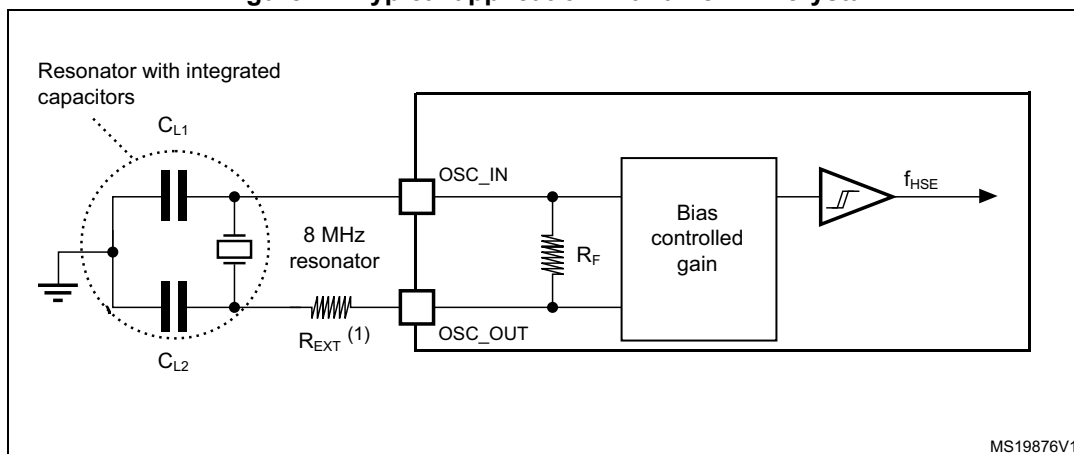 Resonator with integrated
capacitors
CL1
OSC_IN
fHSE
8 MHz
resonator
RF
Bias
controlled
gain
REXT (1)
OSC_OUT
CL2
MS19876V1